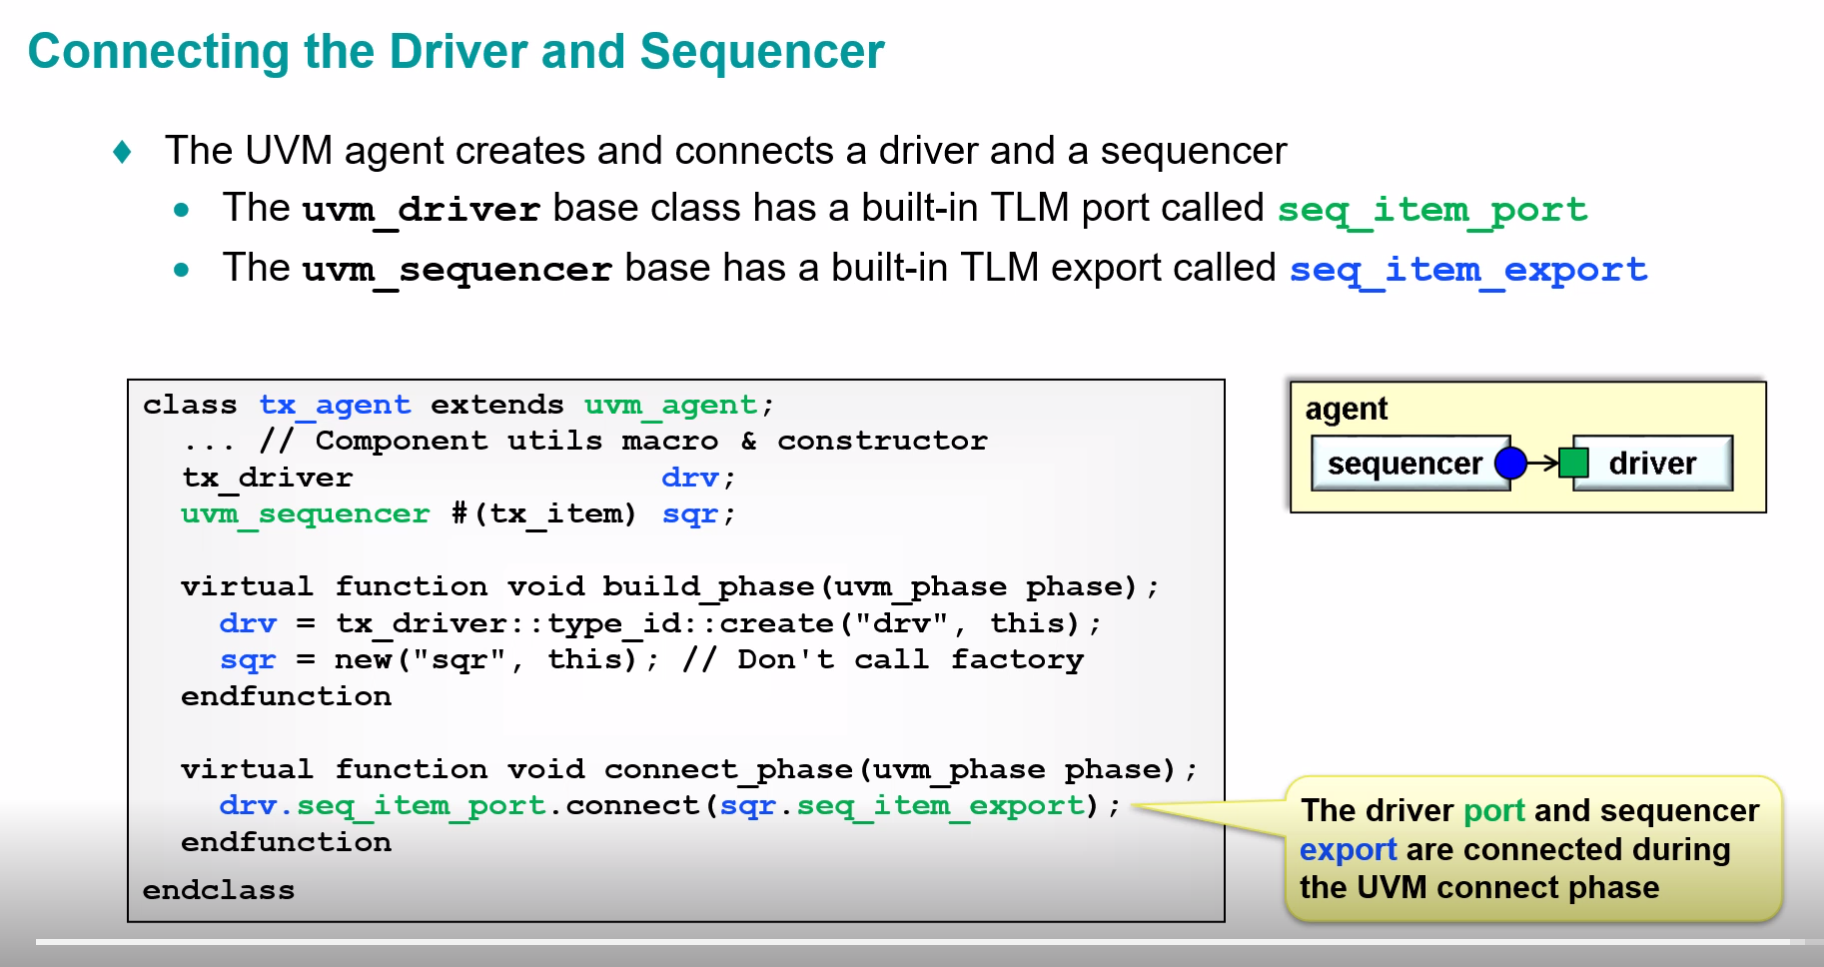 Connecting the Driver and Sequencer
The UVM agent creates and connects a driver and a sequencer
The uvm_driver base class has a built-in TLM port called seq_item_port
The uvm_sequencer base has a built-in TLM export called seq_item_export
class tx_agent extends uvm_agent;
... // Component utils macro & constructor
tx_driver drv;
uvm_sequencer #(tx_item) sqr;
virtual function void build_phase(uvm_phase phase);
drv = tx_driver::type_id::create("drv", this);
sqr = new("sqr", this); // Don't call factory
endfunction
virtual function void connect_phase(uvm_phase phase);
drv.seq_item_port.connect(sqr.seq_item_export);
endfunction
endclass
agent
sequencer driver
The driver port and sequencer
export are connected during
the UVM connect phase